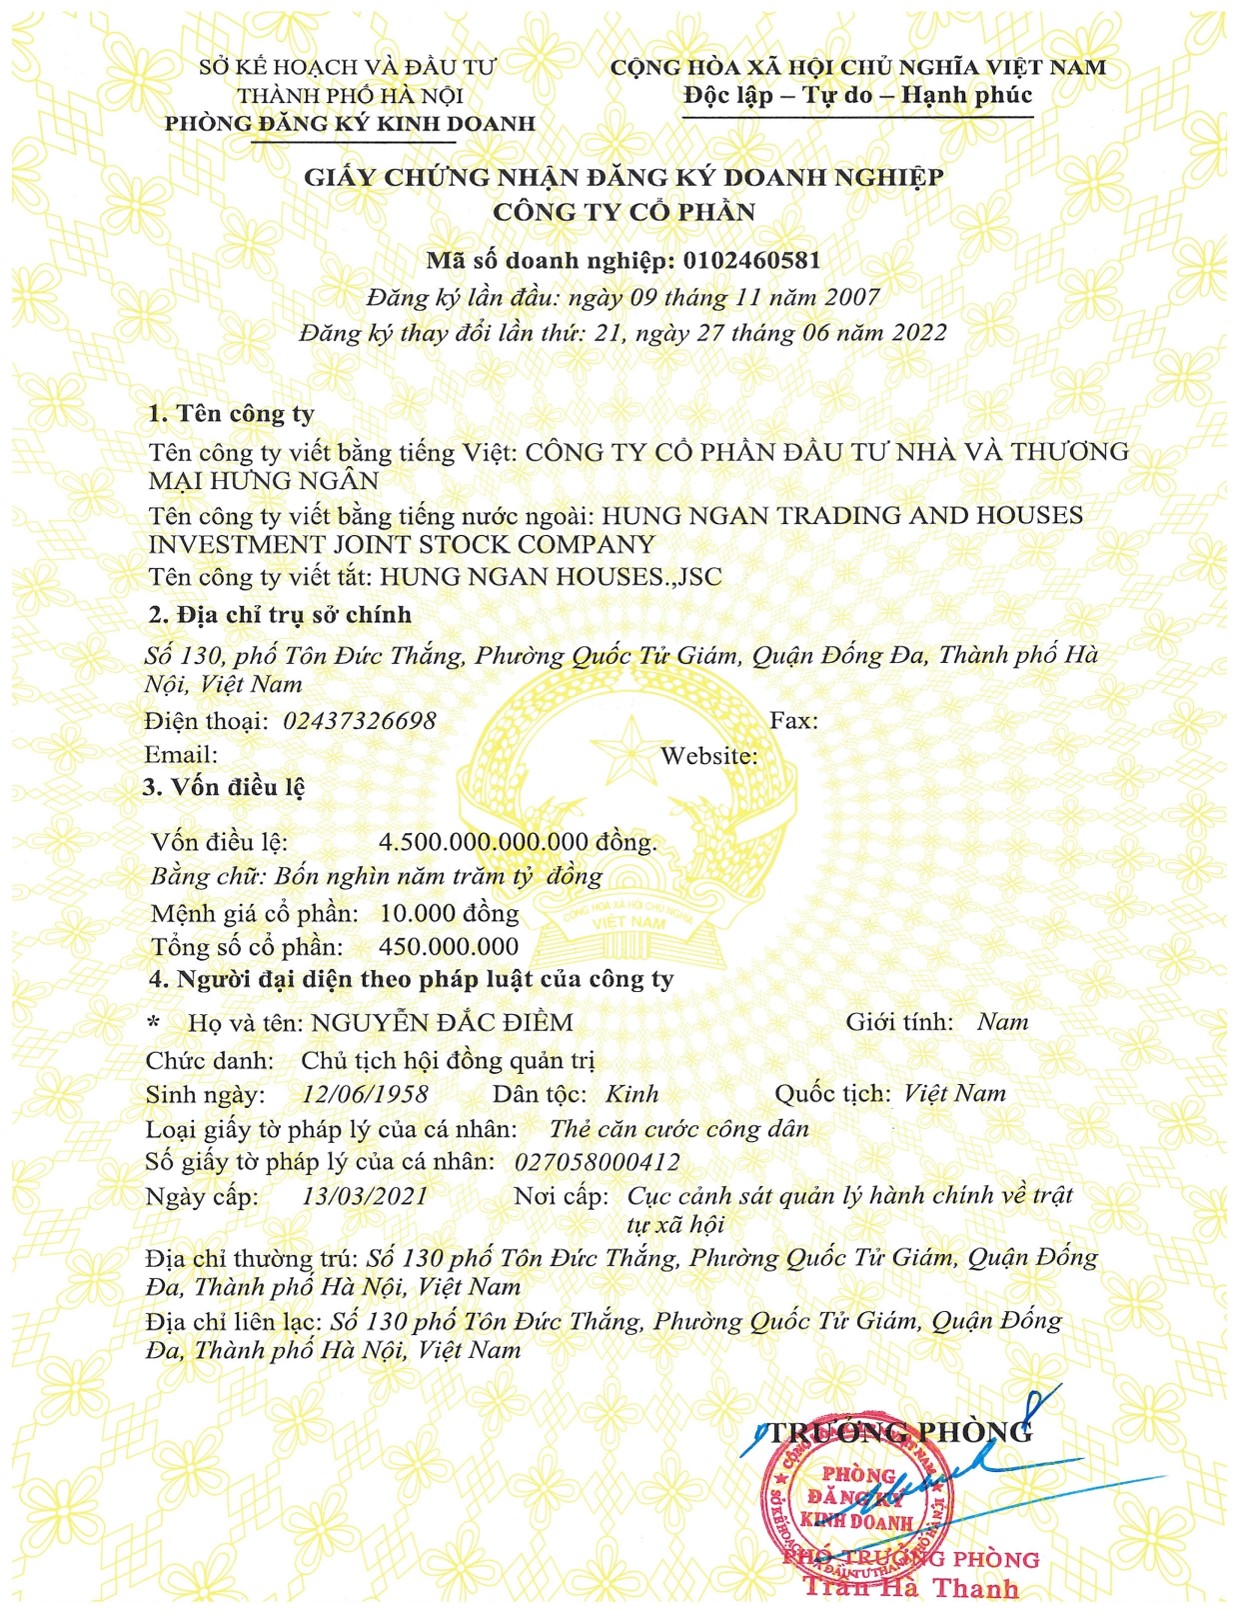 SỞ KẾ HOẠCH VÀ ĐẦU TƯ
THÀNH PHỐ HÀ NỘI
PHÒNG ĐĂNG KÝ KINH DOANH
CỘNG HÒA XÃ HỘI CHỦ NGHĨA VIỆT NAM
Độc lập – Tự do – Hạnh phúc
GIẤY CHỨNG NHẬN ĐĂNG KÝ DOANH NGHIỆP
CÔNG TY CỔ PHẦN
Mã số doanh nghiệp: 0102460581
Đăng ký lần đầu: ngày 09 tháng 11 năm 2007
Đăng ký thay đổi lần thứ: 21, ngày 27 tháng 06 năm 2022
1. Tên công ty
Tên công ty viết bằng tiếng Việt: CÔNG TY CỔ PHẦN ĐẦU TƯ NHÀ VÀ THƯƠNG
MẠI HƯNG NGÂN
Tên công ty viết bằng tiếng nước ngoài: HUNG NGAN TRADING AND HOUSES
INVESTMENT JOINT STOCK COMPANY
Tên công ty viết tắt: HUNG NGAN HOUSES.,JSC
2. Địa chỉ trụ sở chính
Số 130, phố Tôn Đức Thắng, Phường Quốc Tử Giám, Quận Đống Đa, Thành phố Hà
Nội, Việt Nam
Điện thoại: 02437326698 Fax:
Email: Website:
3. Vốn điều lệ
Vốn điều lệ: 4.500.000.000.000 đồng.
Bằng chữ: Bốn nghìn năm trăm tỷ đồng
Mệnh giá cổ phần: 10.000 đồng
CỘNG HÒA XÃ HỘI CHỦ NGHĨA
VIỆT NAM
Tổng số cổ phần: 450.000.000
4. Người đại diện theo pháp luật của công ty
* Họ và tên: NGUYỄN ĐẮC ĐIỀM Giới tính: Nam
Chức danh: Chủ tịch hội đồng quản trị
Sinh ngày: 12/06/1958 Dân tộc: Kinh Quốc tịch: Việt Nam
Loại giấy tờ pháp lý của cá nhân: Thẻ căn cước công dân
Số giấy tờ pháp lý của cá nhân: 027058000412
Ngày cấp: 13/03/2021 Nơi cấp: Cục cảnh sát quản lý hành chính về trật
tự xã hội
Địa chỉ thường trú: Số 130 phố Tôn Đức Thắng, Phường Quốc Tử Giám, Quận Đống
Đa, Thành phố Hà Nội, Việt Nam
Địa chỉ liên lạc: Số 130 phố Tôn Đức Thắng, Phường Quốc Tử Giám, Quận Đống
Đa, Thành phố Hà Nội, Việt Nam
TRƯỞNG PHÒNG
PHÒNG
ĐĂNG KÝ
KINH DOANH
PHÓ TRƯỞNG PHÒNG
Trần Hà Thanh